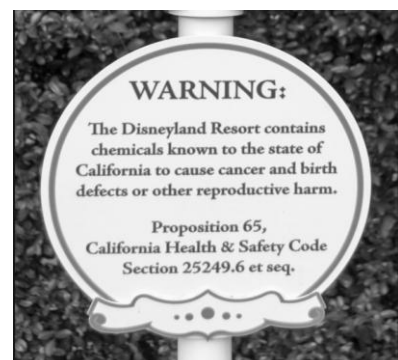 WARNING:
The Disneyland Resort contains
chemicals known to the state of
California to cause cancer and birth
defects or other reproductive harm.
Proposition 65,
California Health & Safety Code
Section 25249.6 et seq.